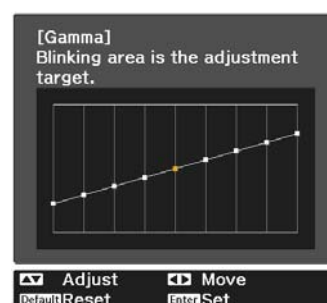 [Gamma]
Blinking area is the adjustment
target.
Adjust Move
Default Reset Enter Set